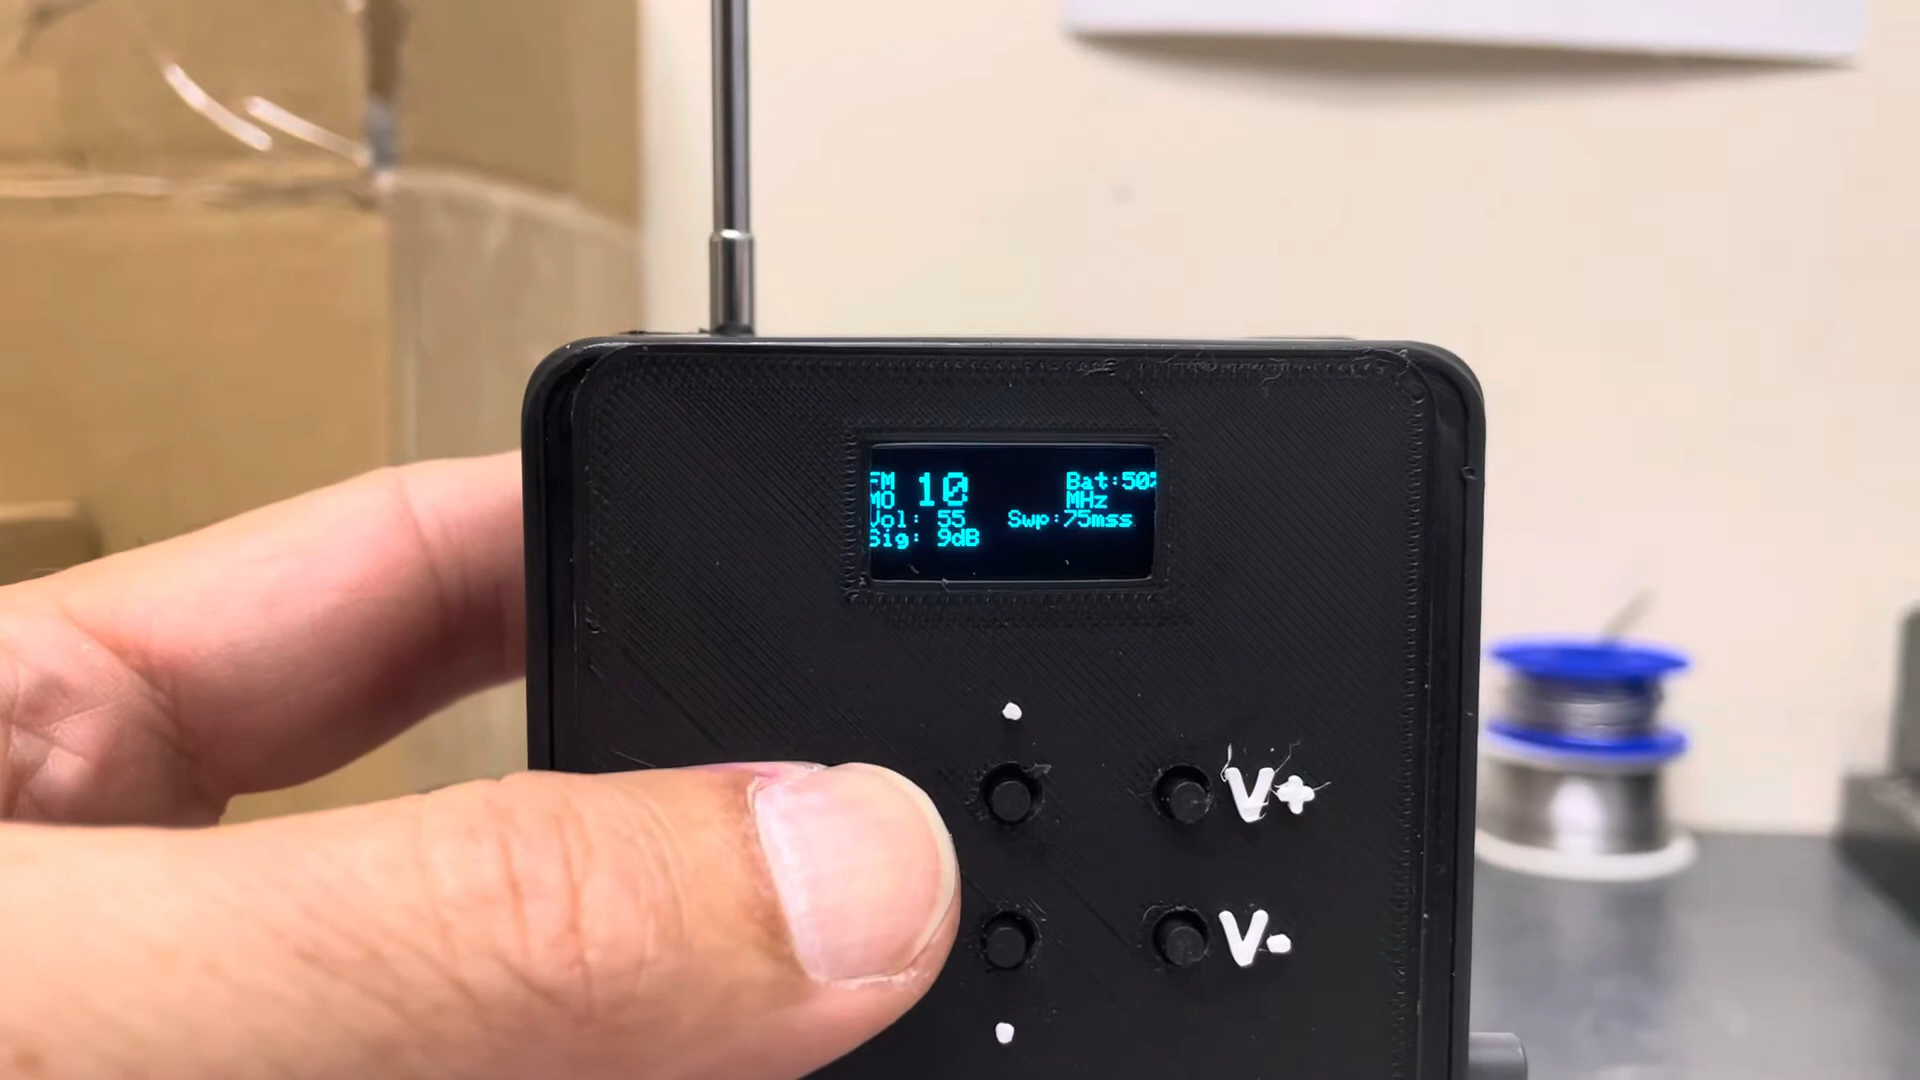 FM 10 Bat:50%
MO MHz
Vol: 55 Swp:75mss
Sig: 9dB
V+
V-